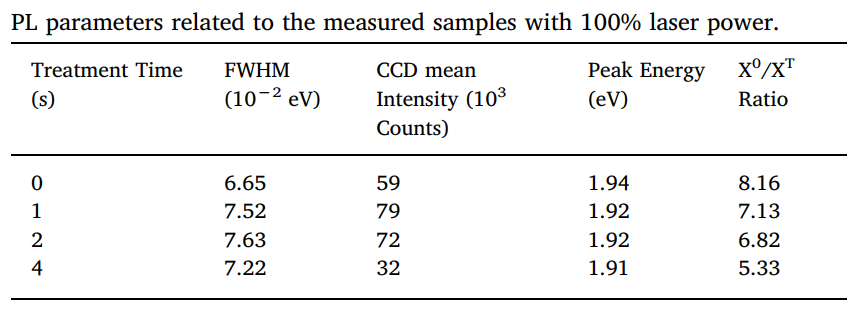 PL parameters related to the measured samples with 100% laser power.
Treatment Time FWHM CCD mean Peak Energy X⁰/Xᵀ
(s) (10⁻² eV) Intensity (10³ (eV) Ratio
Counts)
0 6.65 59 1.94 8.16
1 7.52 79 1.92 7.13
2 7.63 72 1.92 6.82
4 7.22 32 1.91 5.33